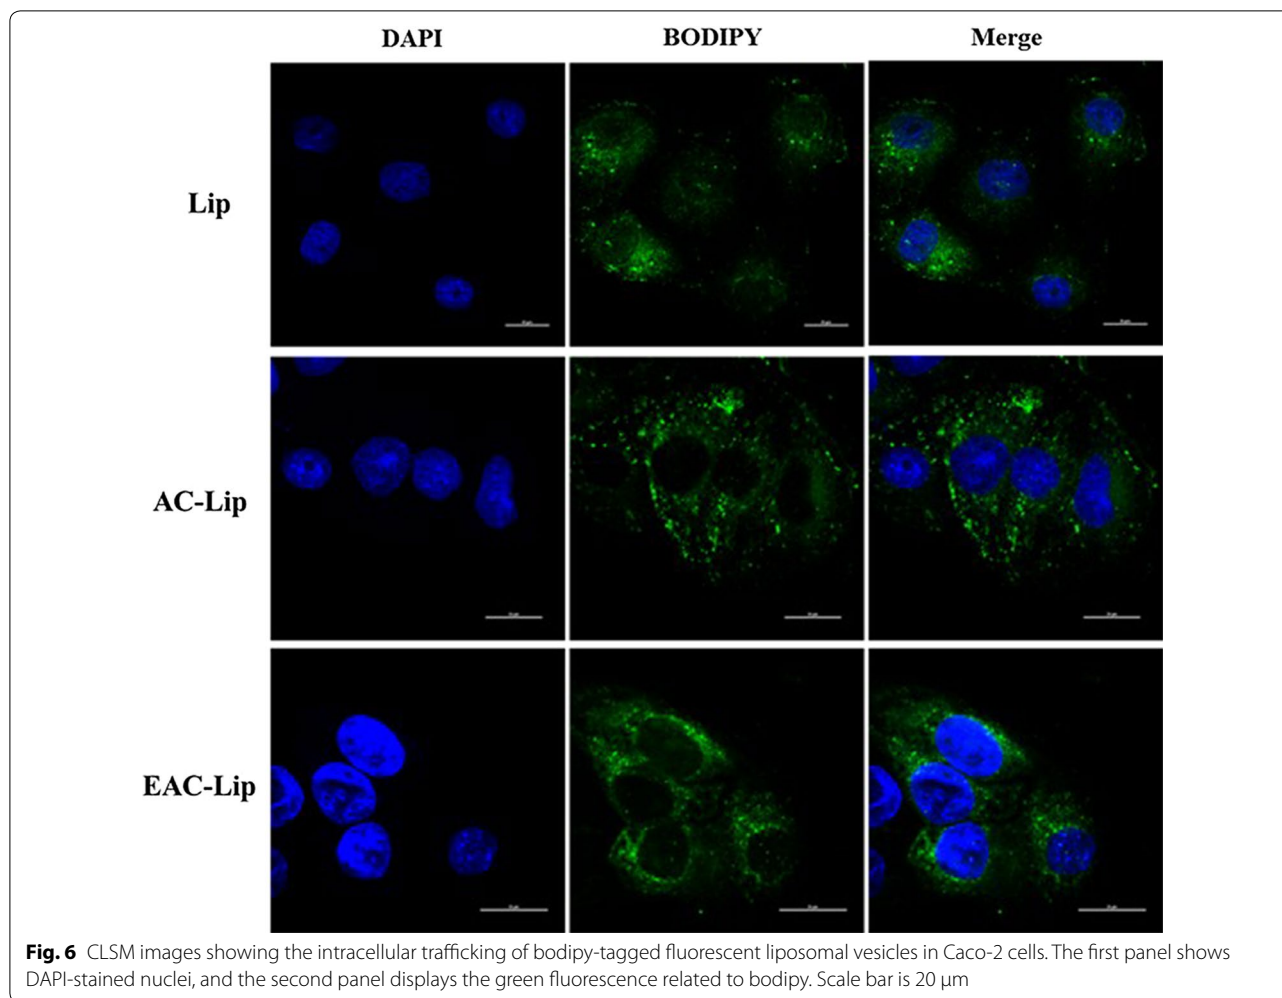 DAPI BODIPY Merge
Lip
AC-Lip
EAC-Lip
Fig. 6 CLSM images showing the intracellular trafficking of bodipy-tagged fluorescent liposomal vesicles in Caco-2 cells. The first panel shows
DAPI-stained nuclei, and the second panel displays the green fluorescence related to bodipy. Scale bar is 20 μm